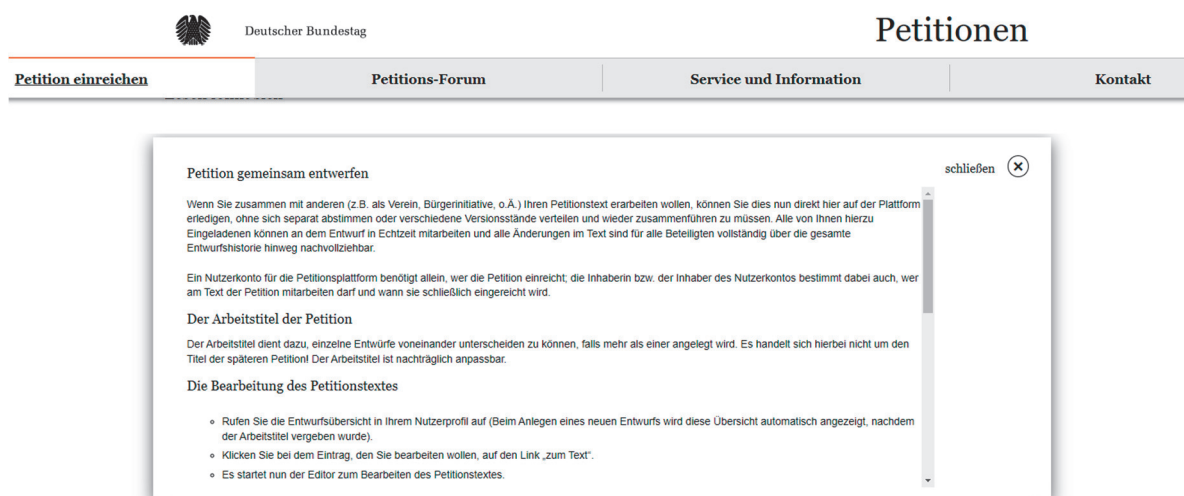 Deutscher Bundestag
Petitionen
Petition einreichen
Petitions-Forum
Service und Information
Kontakt
Petition gemeinsam entwerfen
schließen
Wenn Sie zusammen mit anderen (z.B. als Verein, Bürgerinitiative, o.Ä.) Ihren Petitionstext erarbeiten wollen, können Sie dies nun direkt hier auf der Plattform
erledigen, ohne sich separat abstimmen oder verschiedene Versionsstände verteilen und wieder zusammenführen zu müssen. Alle von Ihnen hierzu
Eingeladenen können an dem Entwurf in Echtzeit mitarbeiten und alle Änderungen im Text sind für alle Beteiligten vollständig über die gesamte
Entwurfshistorie hinweg nachvollziehbar.
Ein Nutzerkonto für die Petitionsplattform benötigt allein, wer die Petition einreicht; die Inhaberin bzw. der Inhaber des Nutzerkontos bestimmt dabei auch, wer
am Text der Petition mitarbeiten darf und wann sie schließlich eingereicht wird.
Der Arbeitstitel der Petition
Der Arbeitstitel dient dazu, einzelne Entwürfe voneinander unterscheiden zu können, falls mehr als einer angelegt wird. Es handelt sich hierbei nicht um den
Titel der späteren Petition! Der Arbeitstitel ist nachträglich anpassbar.
Die Bearbeitung des Petitionstextes
Rufen Sie die Entwurfsübersicht in Ihrem Nutzerprofil auf (Beim Anlegen eines neuen Entwurfs wird diese Übersicht automatisch angezeigt, nachdem
der Arbeitstitel vergeben wurde).
Klicken Sie bei dem Eintrag, den Sie bearbeiten wollen, auf den Link „zum Text“.
Es startet nun der Editor zum Bearbeiten des Petitionstextes.